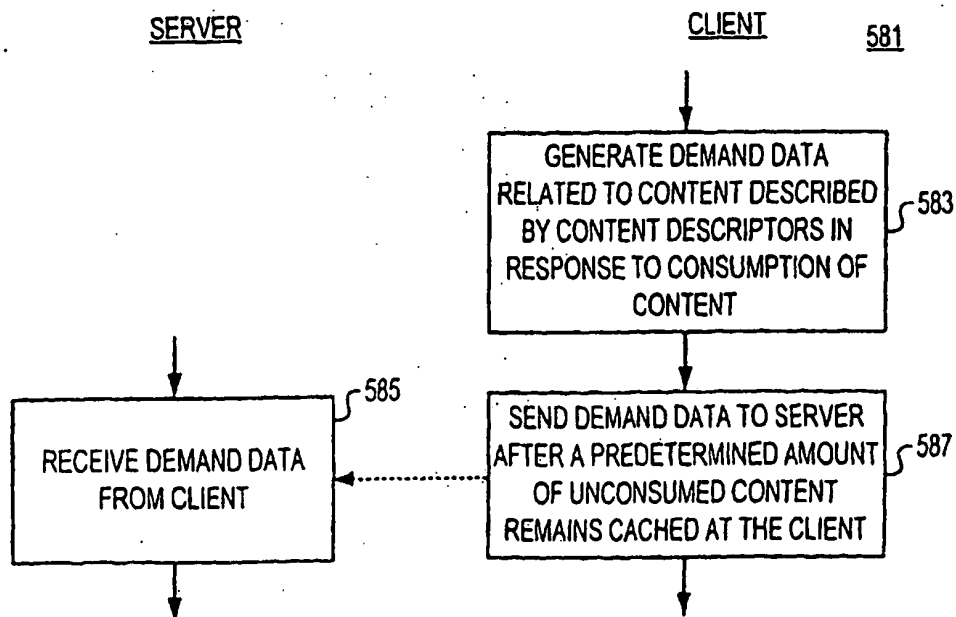 SERVER
CLIENT
581
GENERATE DEMAND DATA
RELATED TO CONTENT DESCRIBED
BY CONTENT DESCRIPTORS IN
RESPONSE TO CONSUMPTION OF
CONTENT
583
585
RECEIVE DEMAND DATA
FROM CLIENT
SEND DEMAND DATA TO SERVER
AFTER A PREDETERMINED AMOUNT
OF UNCONSUMED CONTENT
REMAINS CACHED AT THE CLIENT
587